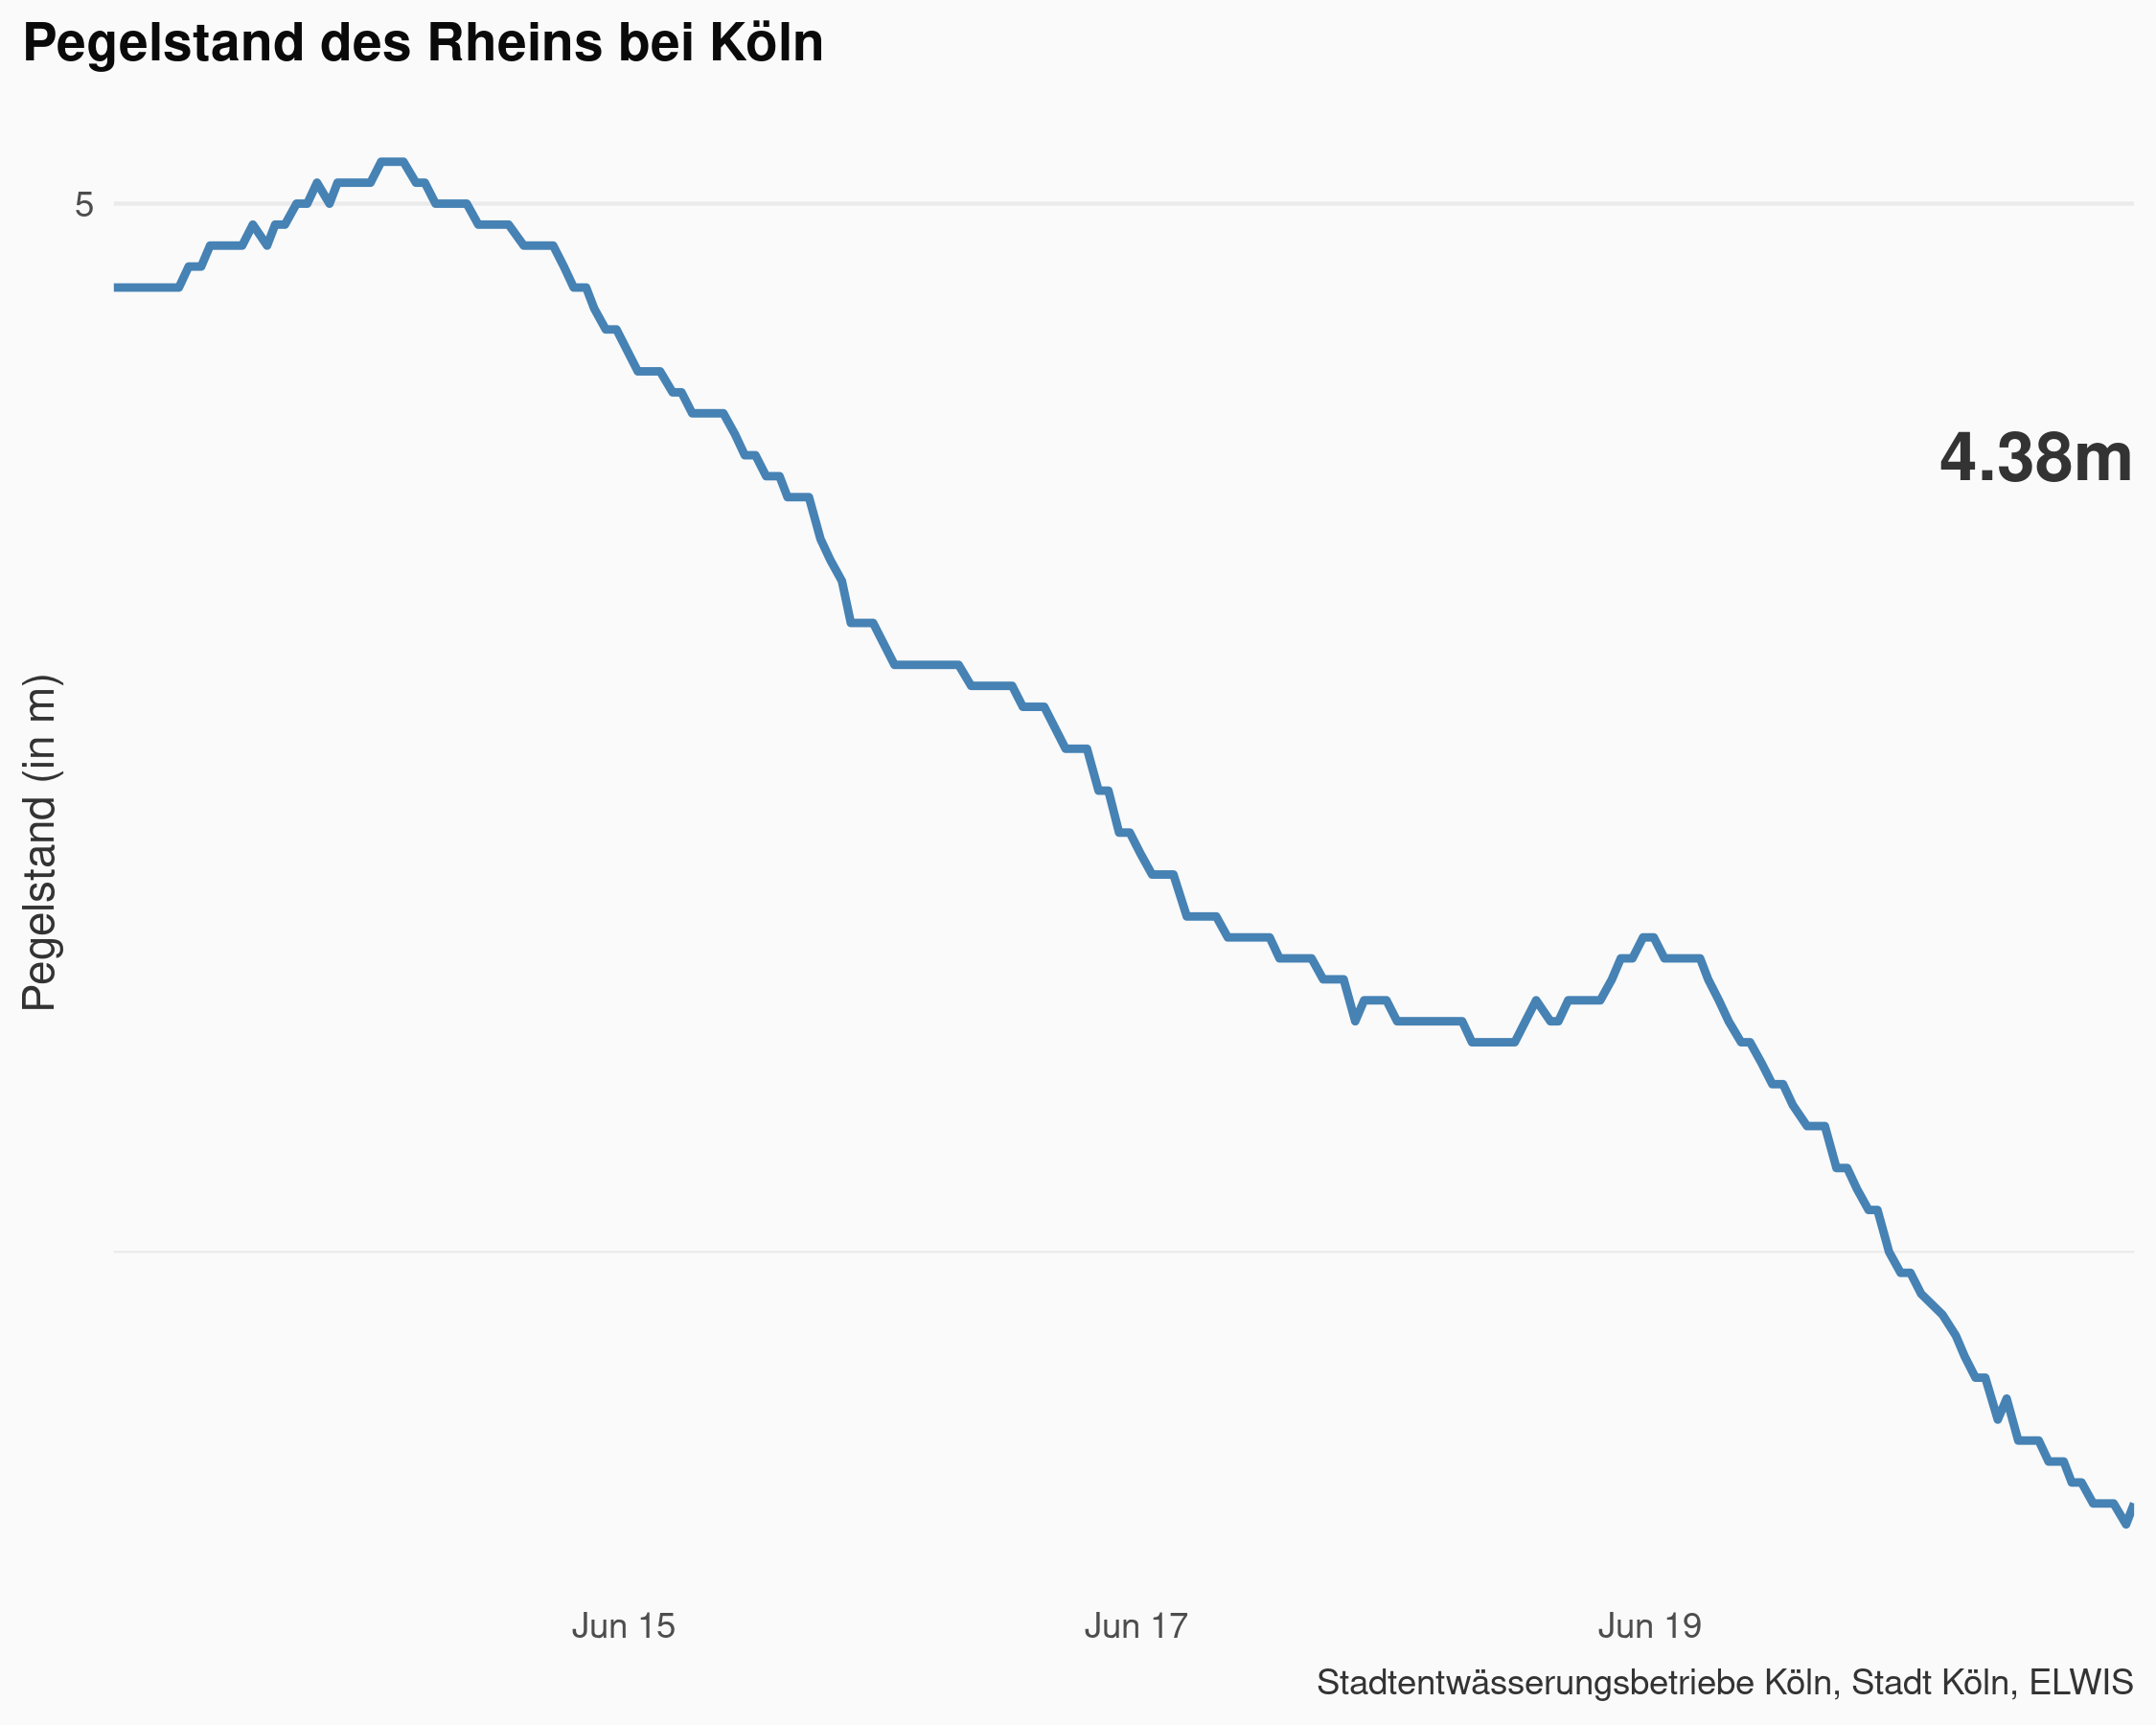 Pegelstand des Rheins bei Köln
5
4.38m
Pegelstand (in m)
Jun 15
Jun 17
Jun 19
Stadtentwässerungsbetriebe Köln, Stadt Köln, ELWIS